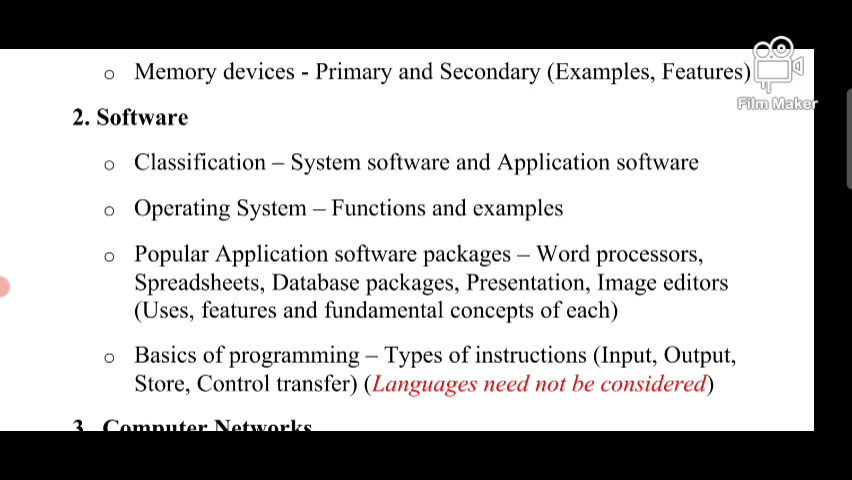 o Memory devices - Primary and Secondary (Examples, Features)
Film Maker
2. Software
o Classification – System software and Application software
o Operating System – Functions and examples
o Popular Application software packages – Word processors,
Spreadsheets, Database packages, Presentation, Image editors
(Uses, features and fundamental concepts of each)
o Basics of programming – Types of instructions (Input, Output,
Store, Control transfer) (Languages need not be considered)
3. Computer Networks